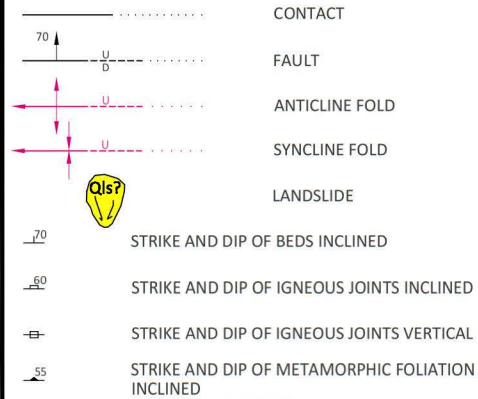 CONTACT
70 U D FAULT
U ANTICLINE FOLD
U SYNCLINE FOLD
Qls? LANDSLIDE
70 STRIKE AND DIP OF BEDS INCLINED
60 STRIKE AND DIP OF IGNEOUS JOINTS INCLINED
STRIKE AND DIP OF IGNEOUS JOINTS VERTICAL
55 STRIKE AND DIP OF METAMORPHIC FOLIATION
INCLINED